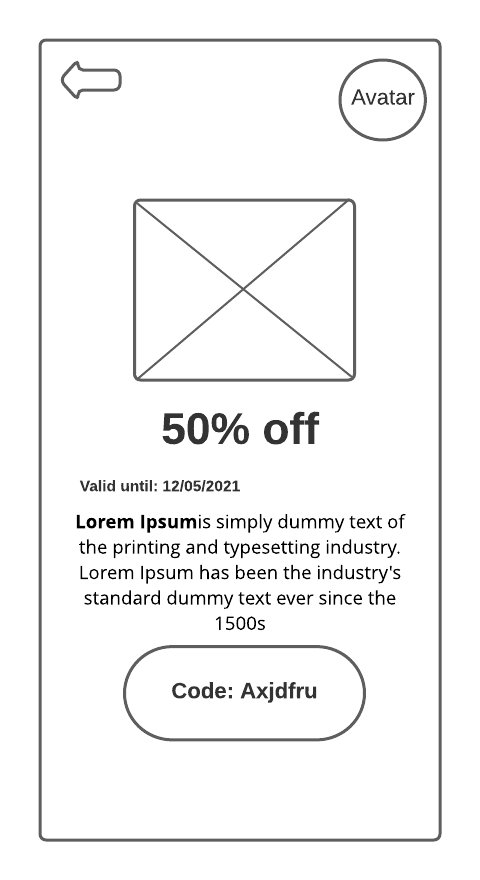 Avatar
50% off
Valid until: 12/05/2021
Lorem Ipsumis simply dummy text of
the printing and typesetting industry.
Lorem Ipsum has been the industry's
standard dummy text ever since the
1500s
Code: Axjdfru